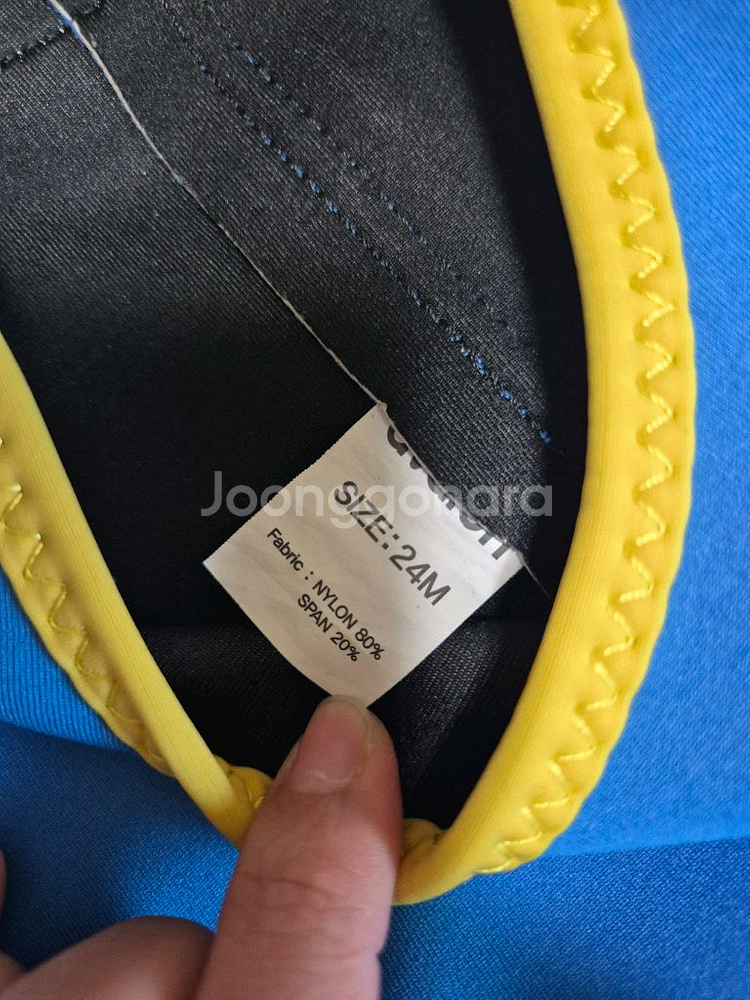 SIZE: 24M
Fabric : NYLON 80%
SPAN 20%
Joonggonara